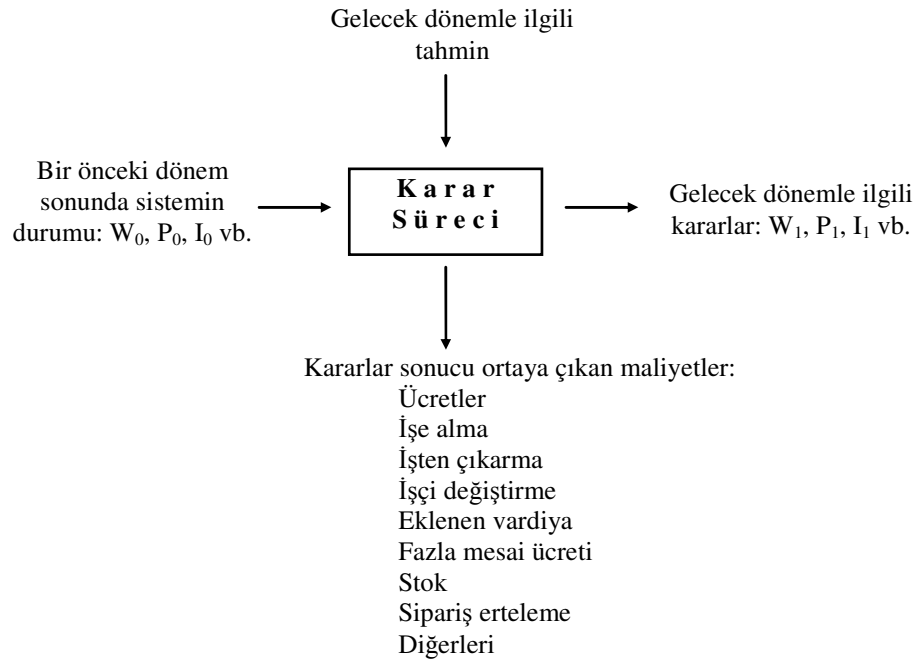 Gelecek dönemle ilgili
tahmin
Bir önceki dönem
sonunda sistemin
durumu: W₀, P₀, I₀ vb.
Karar
Süreci
Gelecek dönemle ilgili
kararlar: W₁, P₁, I₁ vb.
Kararlar sonucu ortaya çıkan maliyetler:
Ücretler
İşe alma
İşten çıkarma
İşçi değiştirme
Eklenen vardiya
Fazla mesai ücreti
Stok
Sipariş erteleme
Diğerleri